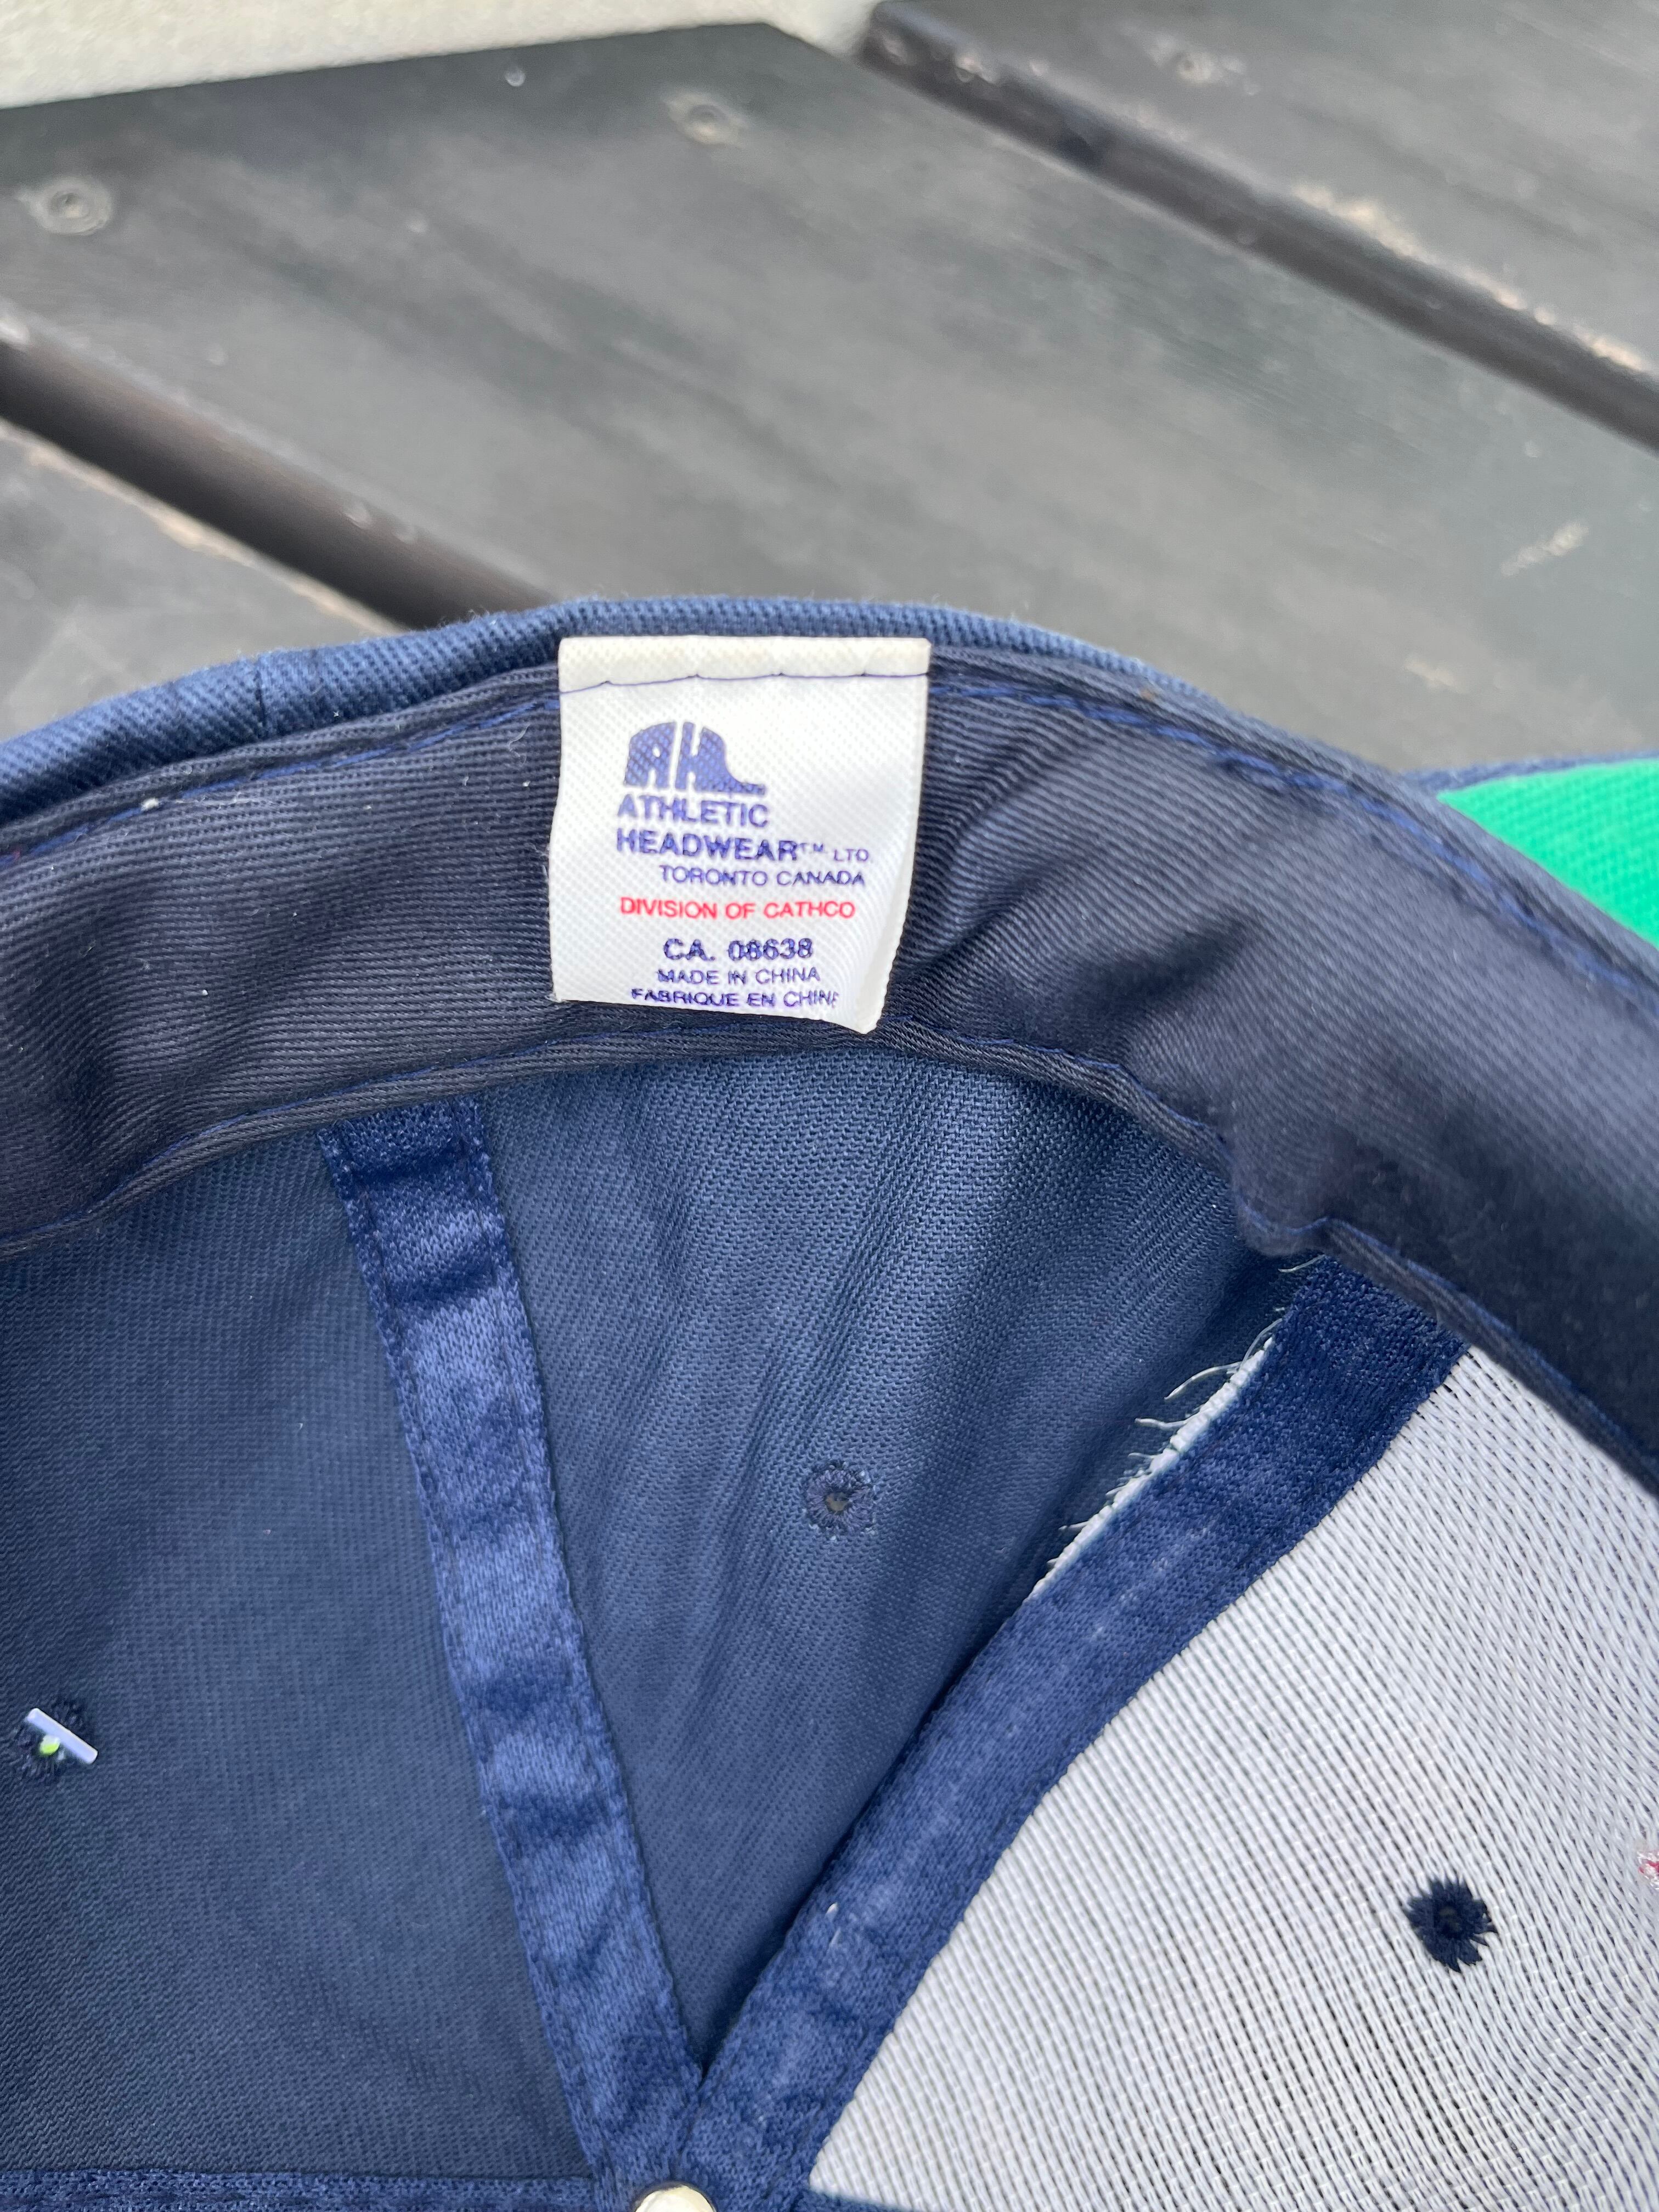 AH
ATHLETIC
HEADWEAR™ LTD.
TORONTO CANADA
DIVISION OF CATHCO
CA. 08638
MADE IN CHINA
FABRIQUE EN CHINE